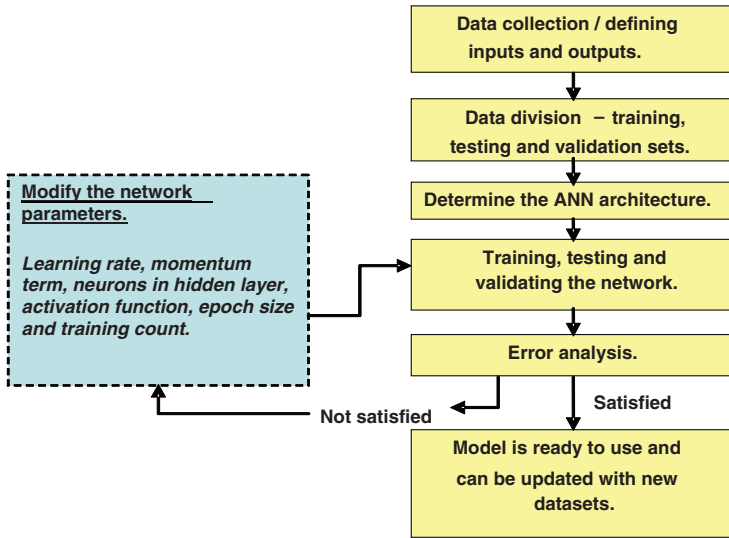 Data collection / defining
inputs and outputs.
Data division – training,
testing and validation sets.
Determine the ANN architecture.
Training, testing and
validating the network.
Error analysis.
Modify the network
parameters.
Learning rate, momentum
term, neurons in hidden layer,
activation function, epoch size
and training count.
Not satisfied
Satisfied
Model is ready to use and
can be updated with new
datasets.